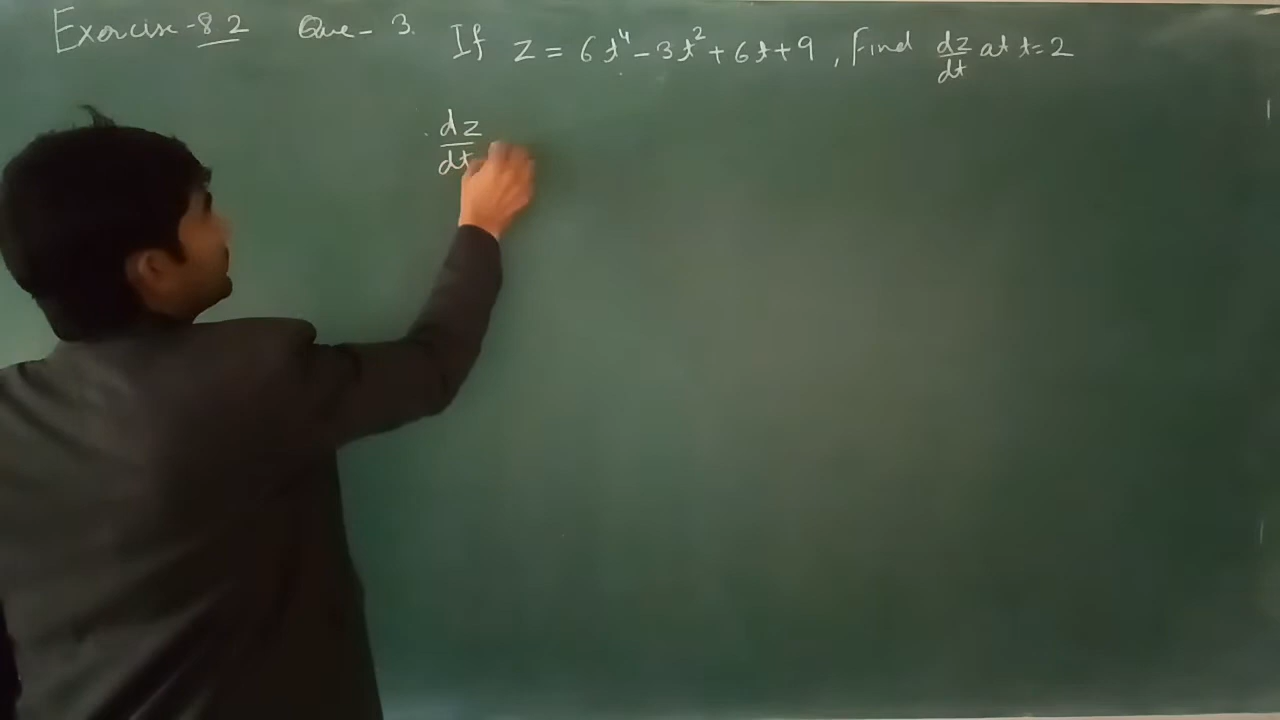 Exercise-8.2 Que- 3. If z = 6t⁴ - 3t² + 6t + 9 , Find dz/dt at t = 2
dz/dt